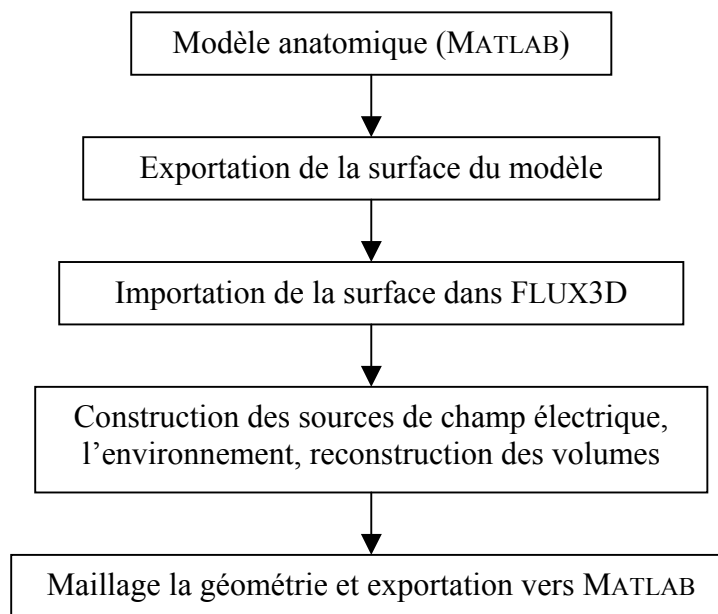 Modèle anatomique (MATLAB)
Exportation de la surface du modèle
Importation de la surface dans FLUX3D
Construction des sources de champ électrique,
l’environnement, reconstruction des volumes
Maillage la géométrie et exportation vers MATLAB